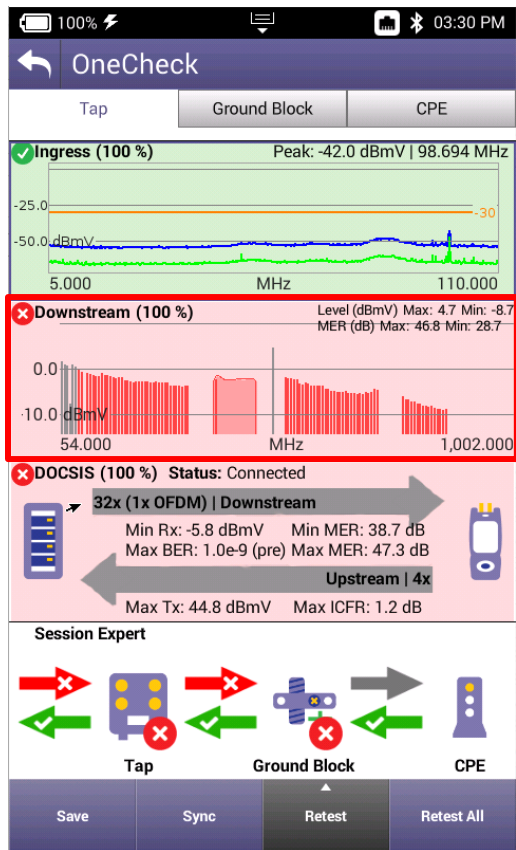 100%
03:30 PM
OneCheck
Tap Ground Block CPE
Ingress (100 %) Peak: -42.0 dBmV | 98.694 MHz
-25.0
-30
-50.0 dBmV
5.000 MHz 110.000
Downstream (100 %) Level (dBmV) Max: 4.7 Min: -8.7
MER (dB) Max: 46.8 Min: 28.7
0.0
-10.0 dBmV
54.000 MHz 1,002.000
DOCSIS (100 %) Status: Connected
32x (1x OFDM) | Downstream
Min Rx: -5.8 dBmV Min MER: 38.7 dB
Max BER: 1.0e-9 (pre) Max MER: 47.3 dB
Upstream | 4x
Max Tx: 44.8 dBmV Max ICFR: 1.2 dB
Session Expert
Tap Ground Block CPE
Save Sync Retest Retest All